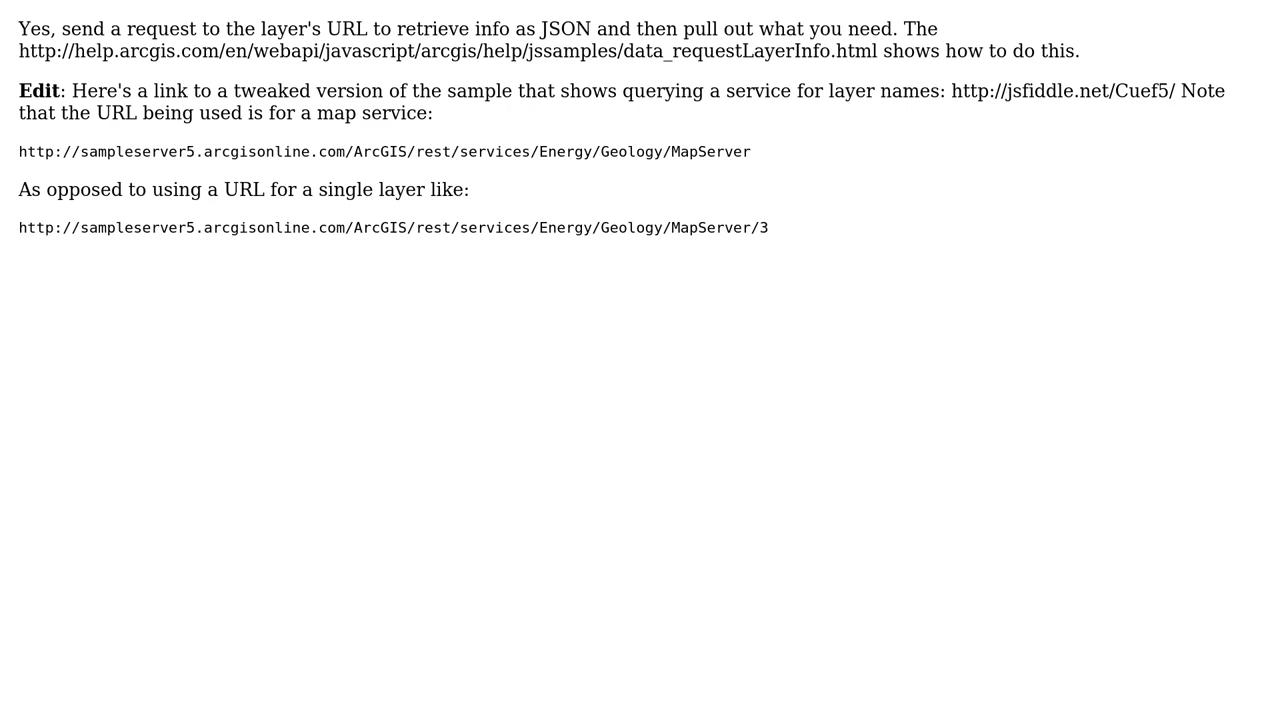 Yes, send a request to the layer's URL to retrieve info as JSON and then pull out what you need. The
http://help.arcgis.com/en/webapi/javascript/arcgis/help/jssamples/data_requestLayerInfo.html shows how to do this.
Edit: Here's a link to a tweaked version of the sample that shows querying a service for layer names: http://jsfiddle.net/Cuef5/ Note
that the URL being used is for a map service:
http://sampleserver5.arcgisonline.com/ArcGIS/rest/services/Energy/Geology/MapServer
As opposed to using a URL for a single layer like:
http://sampleserver5.arcgisonline.com/ArcGIS/rest/services/Energy/Geology/MapServer/3